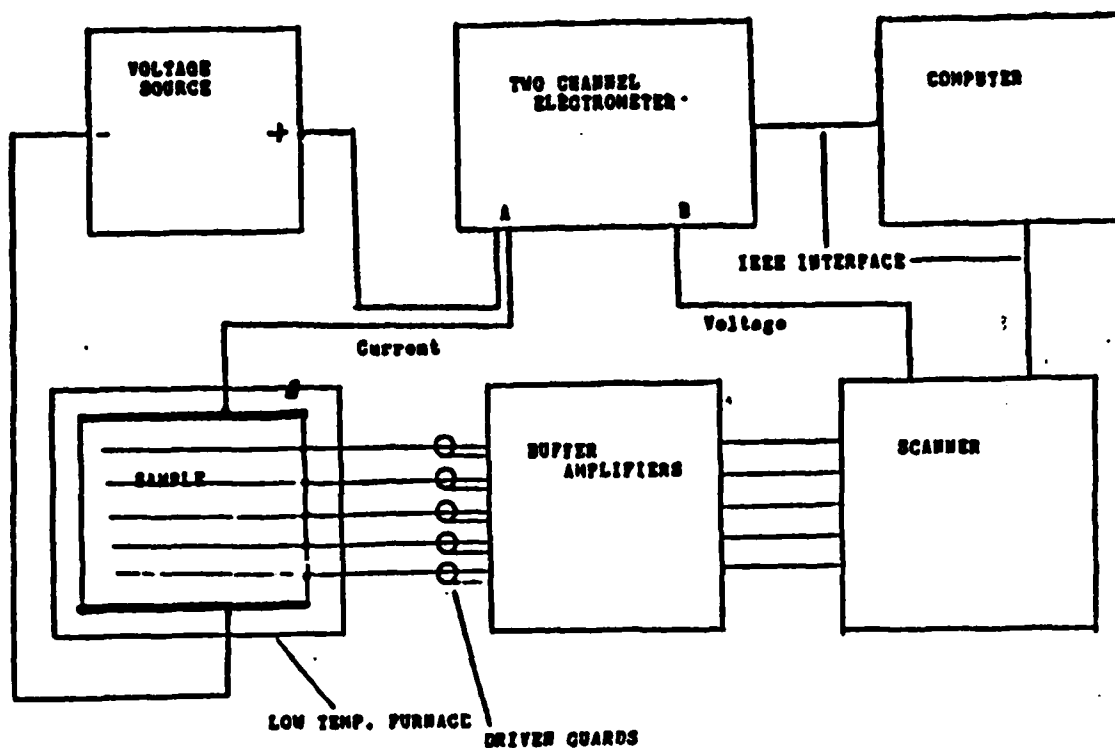 VOLTAGE
SOURCE
-
+
TWO CHANNEL
ELECTROMETER
A
B
COMPUTER
IEEE INTERFACE
Voltage
Current
SAMPLE
BUFFER
AMPLIFIERS
SCANNER
LOW TEMP. FURNACE
DRIVEN GUARDS